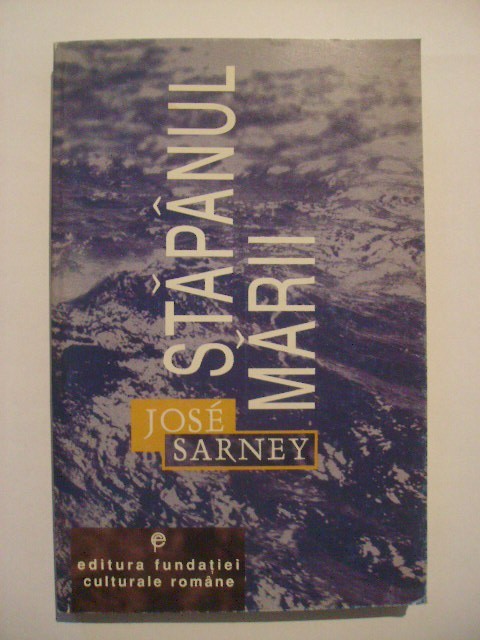 STĂPÂNUL
MĂRII
JOSÉ
SARNEY
editura fundației
culturale române